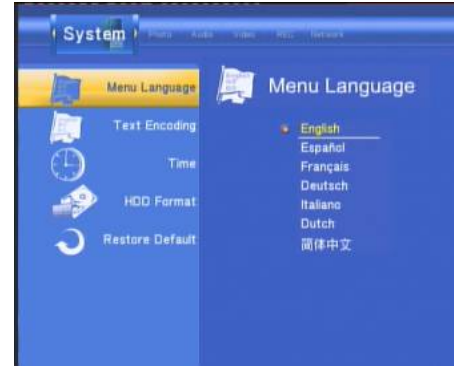 System Photo Audio Video REC Network
Menu Language
Text Encoding
Time
HDD Format
Restore Default
Menu Language
English
Español
Français
Deutsch
Italiano
Dutch
简体中文